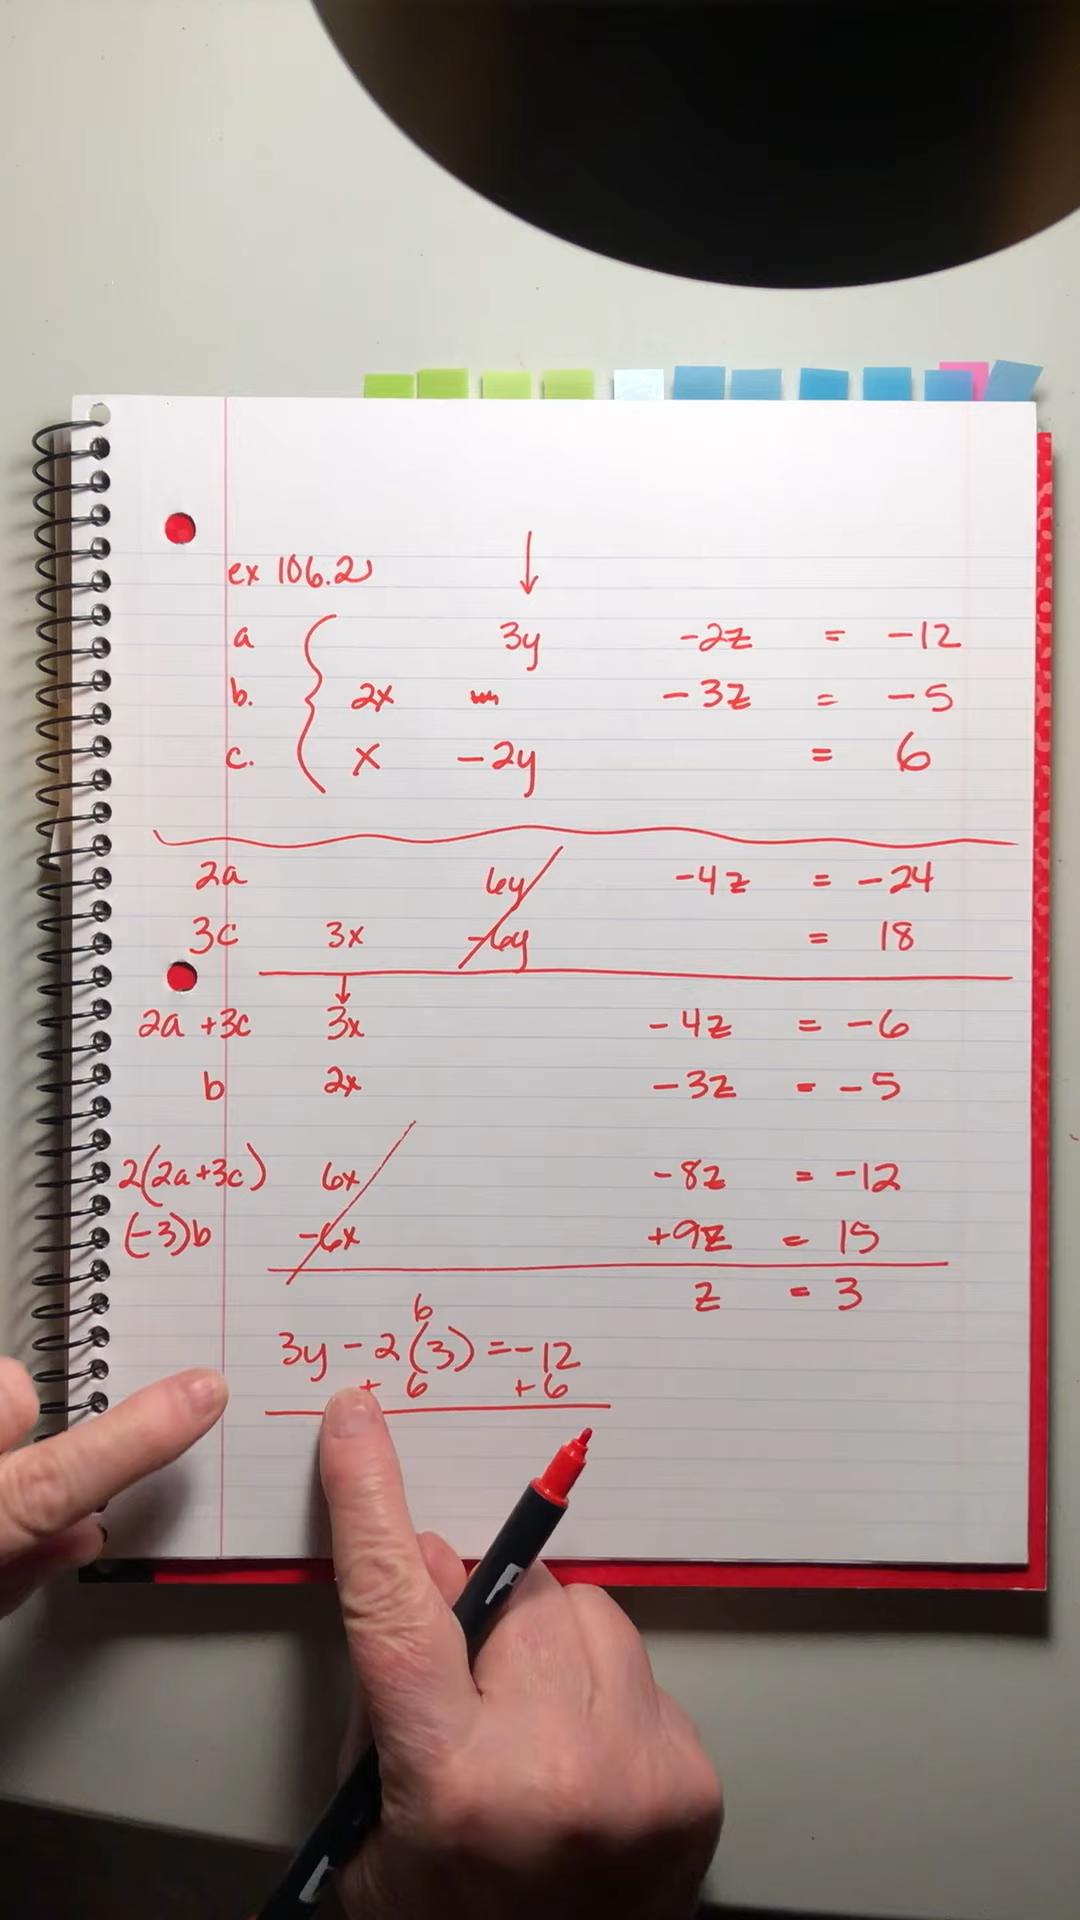 ex 106.2
a 3y -2z = -12
b. 2x -3z = -5
c. x -2y = 6
2a 6y -4z = -24
3c 3x -6y = 18
2a +3c 3x -4z = -6
b 2x -3z = -5
2(2a+3c) 6x -8z = -12
(-3)b -6x +9z = 15
z = 3
6
3y - 2(3) = -12
+ 6 +6